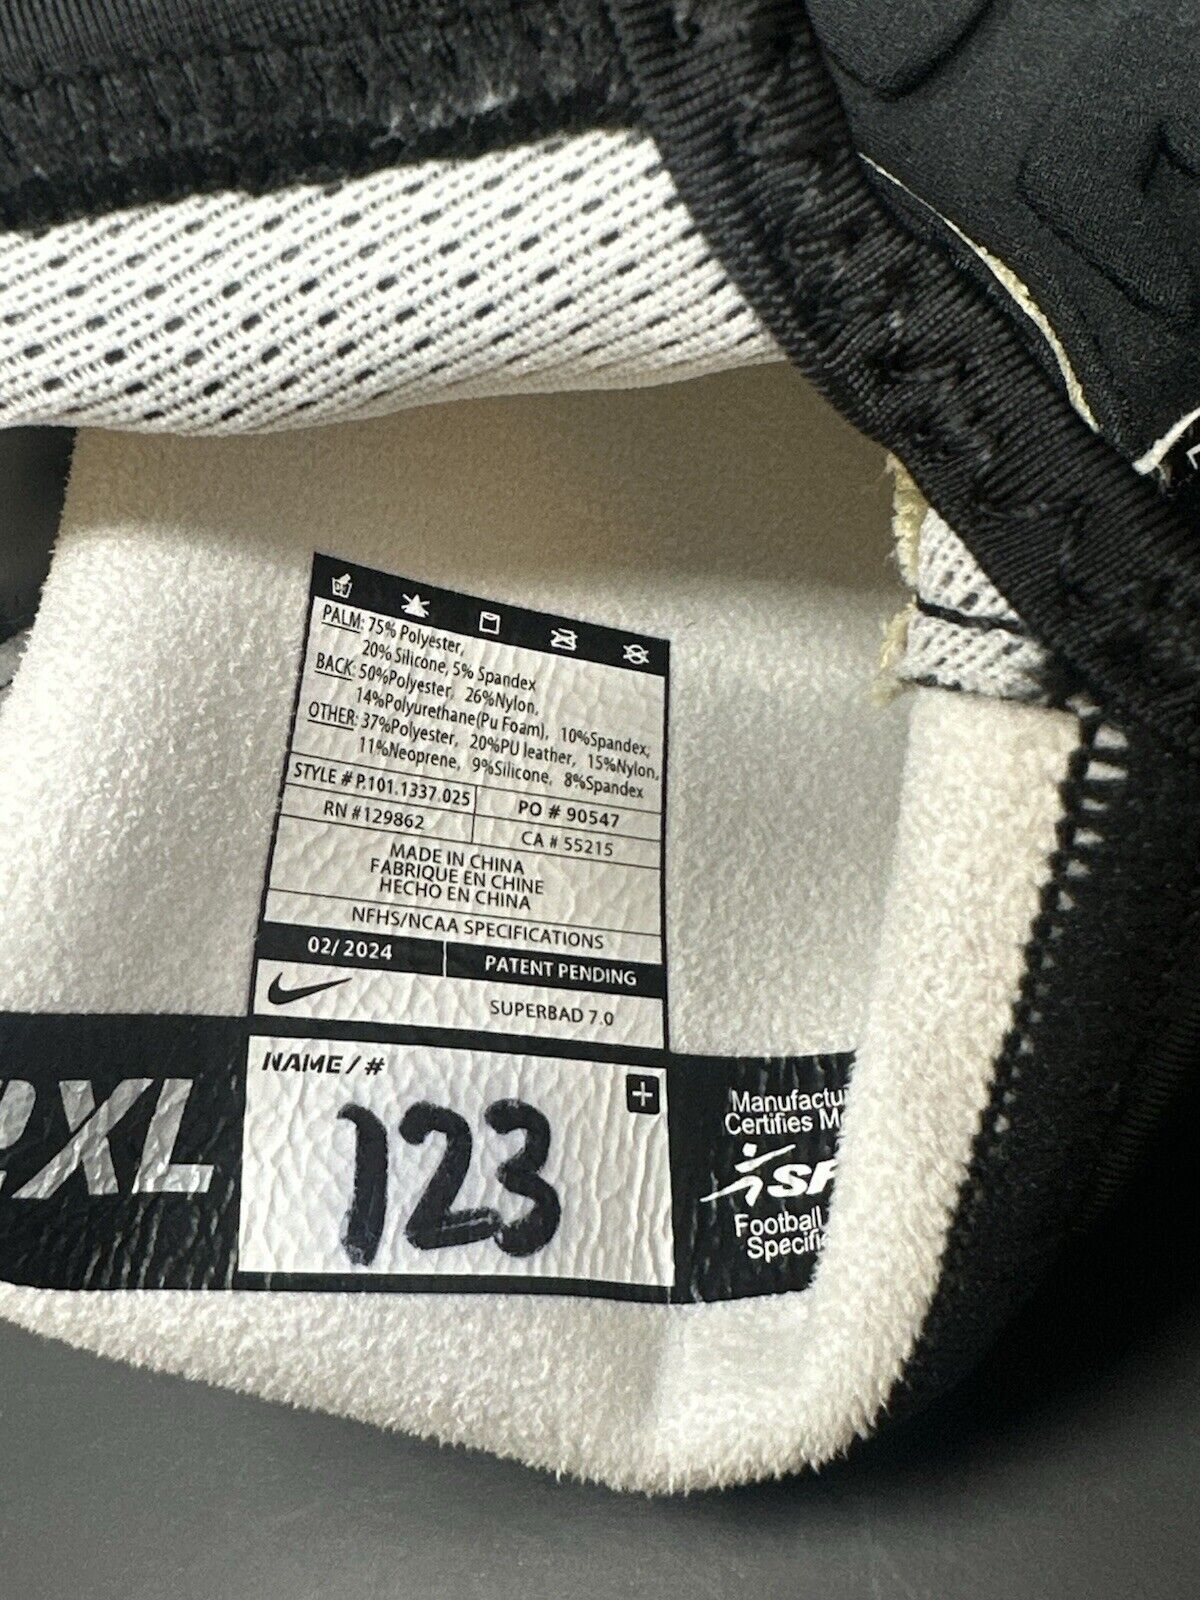 PALM: 75% Polyester,
20% Silicone, 5% Spandex
BACK: 50%Polyester, 26%Nylon,
14%Polyurethane(Pu Foam), 10%Spandex,
OTHER: 37%Polyester, 20%PU leather, 15%Nylon,
11%Neoprene, 9%Silicone, 8%Spandex
STYLE # P.101.1337.025 PO # 90547
RN #129862 CA # 55215
MADE IN CHINA
FABRIQUE EN CHINE
HECHO EN CHINA
NFHS/NCAA SPECIFICATIONS
02/2024 PATENT PENDING
SUPERBAD 7.0
2XL
NAME / #
123
Manufactu
Certifies M
SF
Football
Specifi